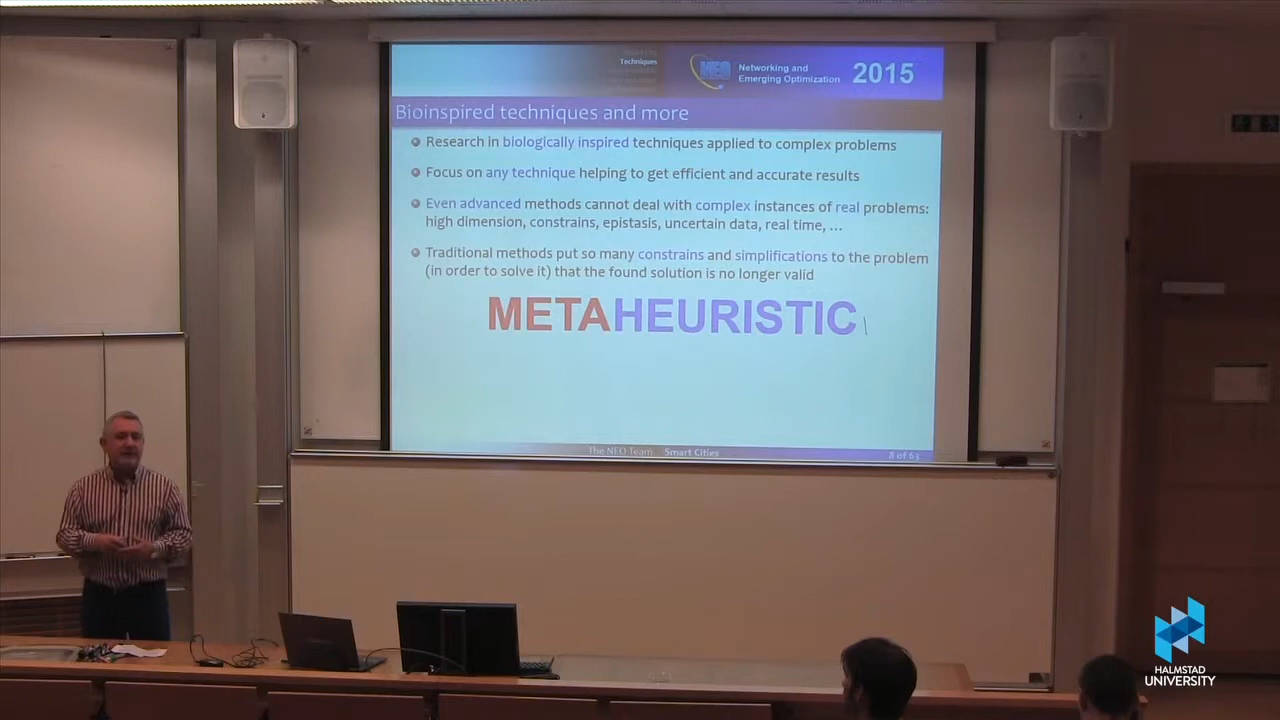 Techniques
NEO
Networking and
Emerging Optimization
2015
Bioinspired techniques and more
Research in biologically inspired techniques applied to complex problems
Focus on any technique helping to get efficient and accurate results
Even advanced methods cannot deal with complex instances of real problems:
high dimension, constrains, epistasis, uncertain data, real time, ...
Traditional methods put so many constrains and simplifications to the problem
(in order to solve it) that the found solution is no longer valid
METAHEURISTIC
The NEO Team Smart Cities 8 of 63
HALMSTAD
UNIVERSITY